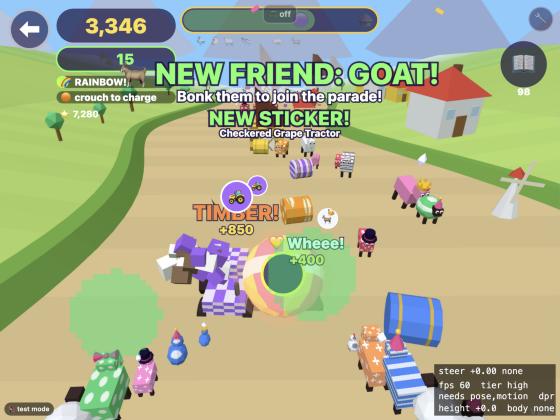 off
3,346
15
RAINBOW!
crouch to charge
7,280
98
NEW FRIEND: GOAT!
Bonk them to join the parade!
NEW STICKER!
Checkered Grape Tractor
TIMBER!
+850
Wheee!
+400
steer +0.00 none
fps 60 tier high
needs pose,motion dpr
height +0.0 body none
test mode